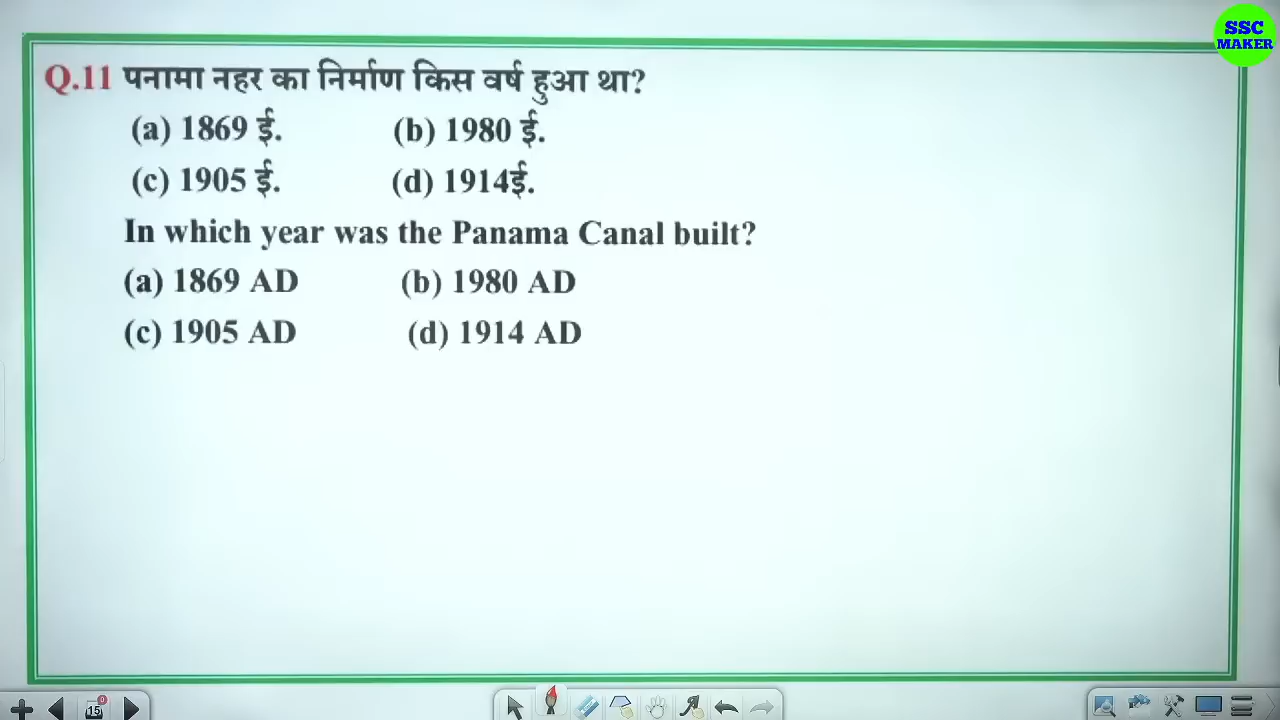 SSC
MAKER
Q.11 पनामा नहर का निर्माण किस वर्ष हुआ था?
(a) 1869 ई. (b) 1980 ई.
(c) 1905 ई. (d) 1914ई.
In which year was the Panama Canal built?
(a) 1869 AD (b) 1980 AD
(c) 1905 AD (d) 1914 AD
15 0